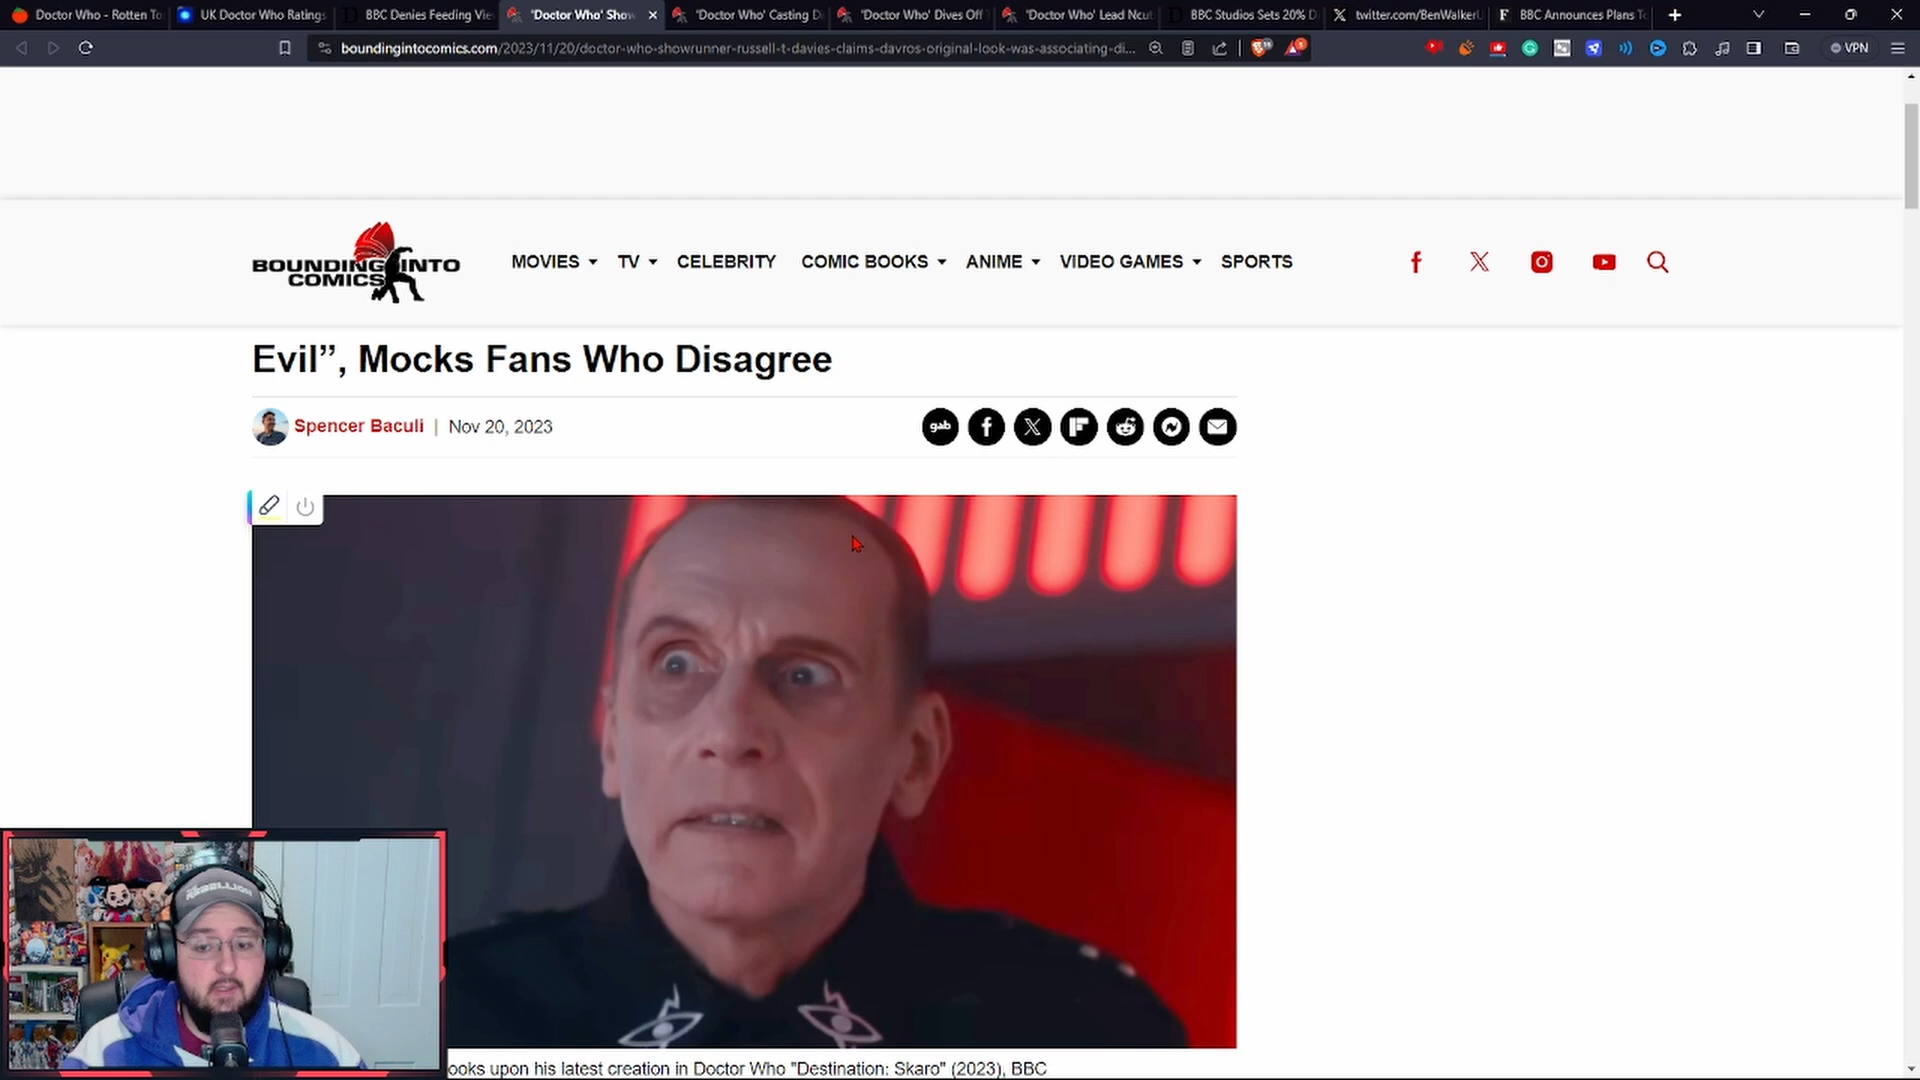 Doctor Who - Rotten To
UK Doctor Who Ratings
BBC Denies Feeding Vie
'Doctor Who' Show
'Doctor Who' Casting D
'Doctor Who' Dives Off
'Doctor Who' Lead Ncut
BBC Studios Sets 20% D
twitter.com/BenWalkerU
BBC Announces Plans To
boundingintocomics.com/2023/11/20/doctor-who-showrunner-russell-t-davies-claims-davros-original-look-was-associating-di...
VPN
BOUNDING INTO
COMICS
MOVIES TV CELEBRITY COMIC BOOKS ANIME VIDEO GAMES SPORTS
Evil”, Mocks Fans Who Disagree
Spencer Baculi | Nov 20, 2023
gab
REBELLION
ooks upon his latest creation in Doctor Who "Destination: Skaro" (2023), BBC